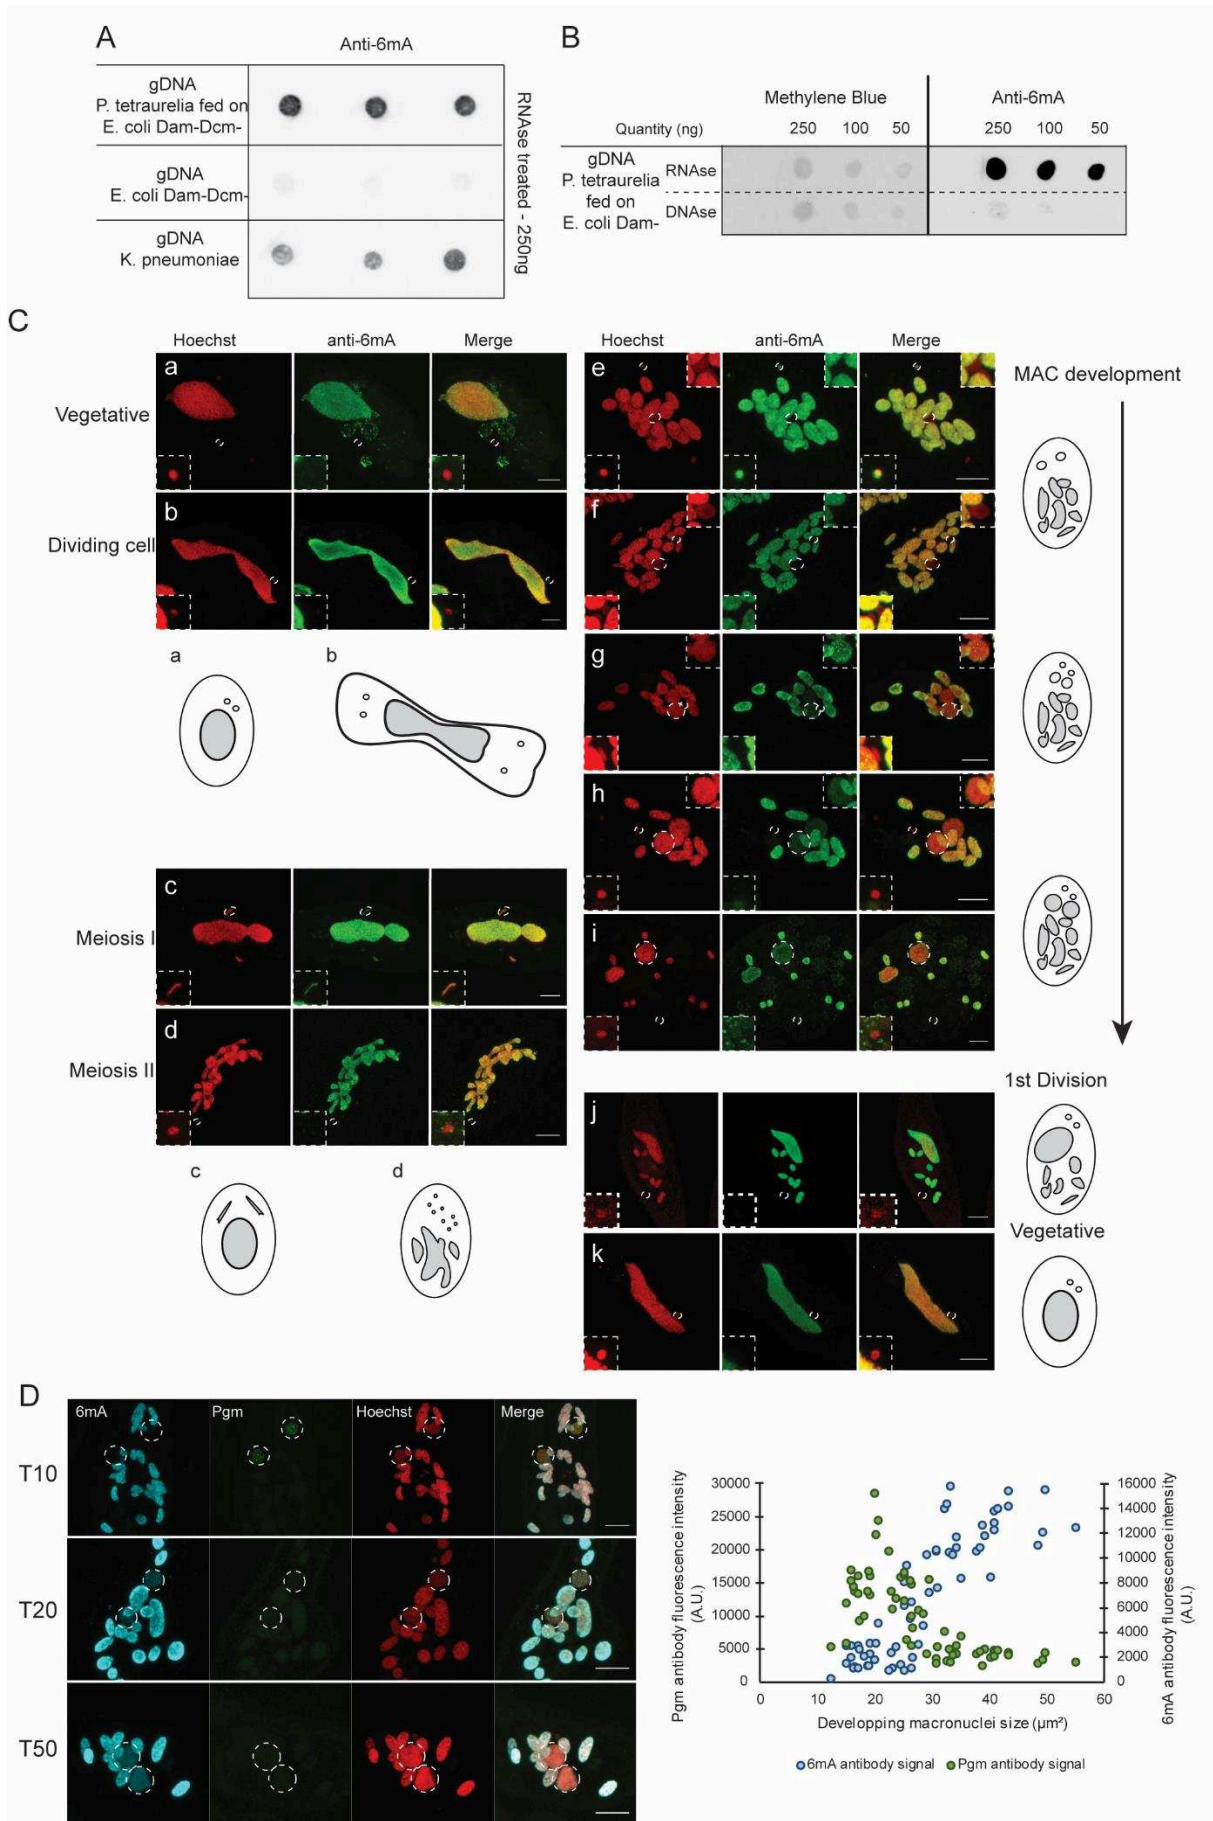 A
Anti-6mA
gDNA
P. tetraurelia fed on
E. coli Dam-Dcm-
gDNA
E. coli Dam-Dcm-
gDNA
K. pneumoniae
RNAse treated - 250ng
B
Methylene Blue
Anti-6mA
Quantity (ng)
250
100
50
250
100
50
gDNA
P. tetraurelia
fed on
E. coli Dam-
RNAse
DNAse
C
Hoechst
anti-6mA
Merge
a
Vegetative
b
Dividing cell
a
b
c
Meiosis I
d
Meiosis II
c
d
Hoechst
anti-6mA
Merge
e
MAC development
f
g
h
i
1st Division
j
Vegetative
k
D
6mA
Pgm
Hoechst
Merge
T10
T20
T50
Pgm antibody fluorescence intensity
(A.U.)
30000
25000
20000
15000
10000
5000
0
16000
14000
12000
10000
8000
6000
4000
2000
0
6mA antibody fluorescence intensity
(A.U.)
0
10
20
30
40
50
60
Developping macronuclei size (µm²)
6mA antibody signal
Pgm antibody signal